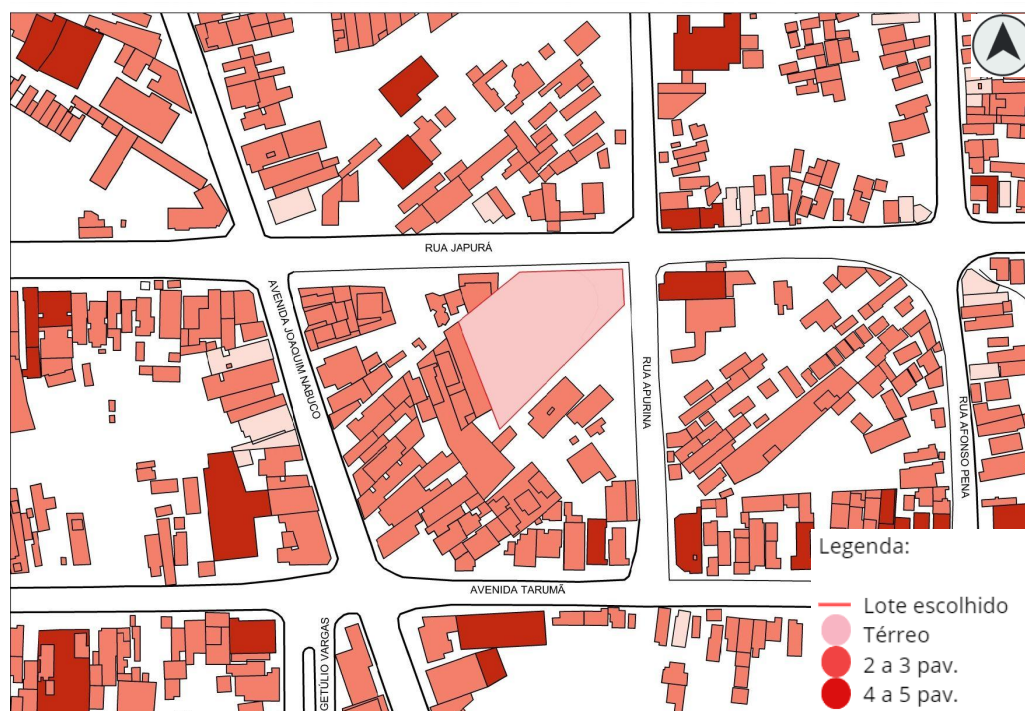 RUA JAPURÁ
AVENIDA JOAQUIM NABUCO
RUA APURINA
RUA AFONSO PENA
AVENIDA TARUMÃ
GETÚLIO VARGAS
Legenda:
Lote escolhido
Térreo
2 a 3 pav.
4 a 5 pav.